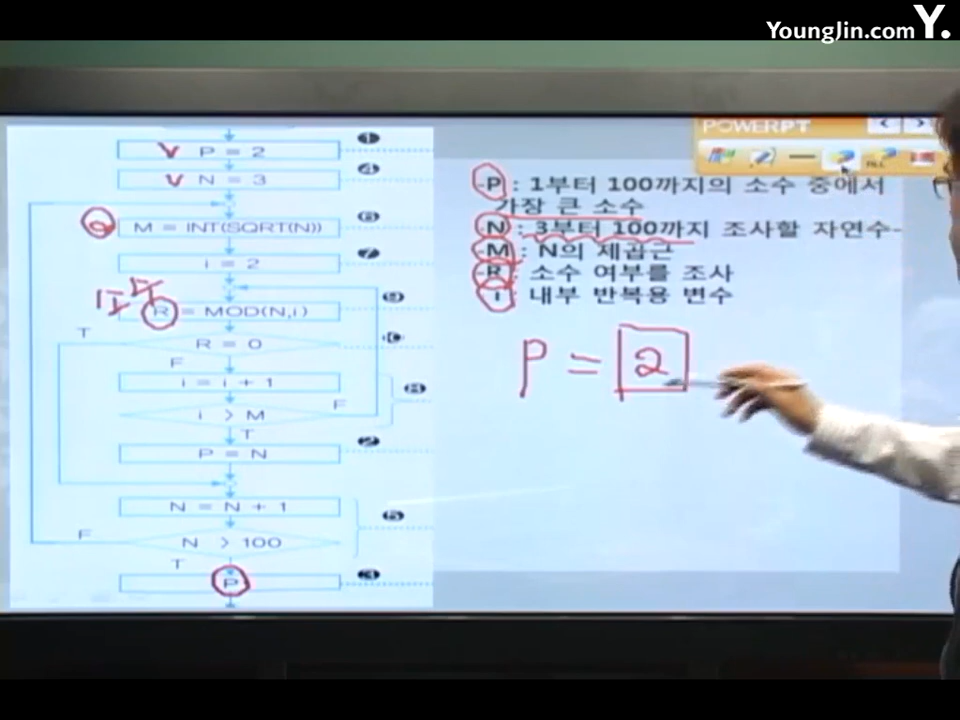 YoungJin.com Y.
POWERPT
P = 2
N = 3
M = INT(SQRT(N))
i = 2
R = MOD(N,i)
T
R = 0
F
i = i + 1
i > M
F
T
P = N
N = N + 1
F
N > 100
T
P
-P : 1부터 100까지의 소수 중에서
가장 큰 소수
-N : 3부터 100까지 조사할 자연수
-M : N의 제곱근
-R : 소수 여부를 조사
-i : 내부 반복용 변수
P = 2